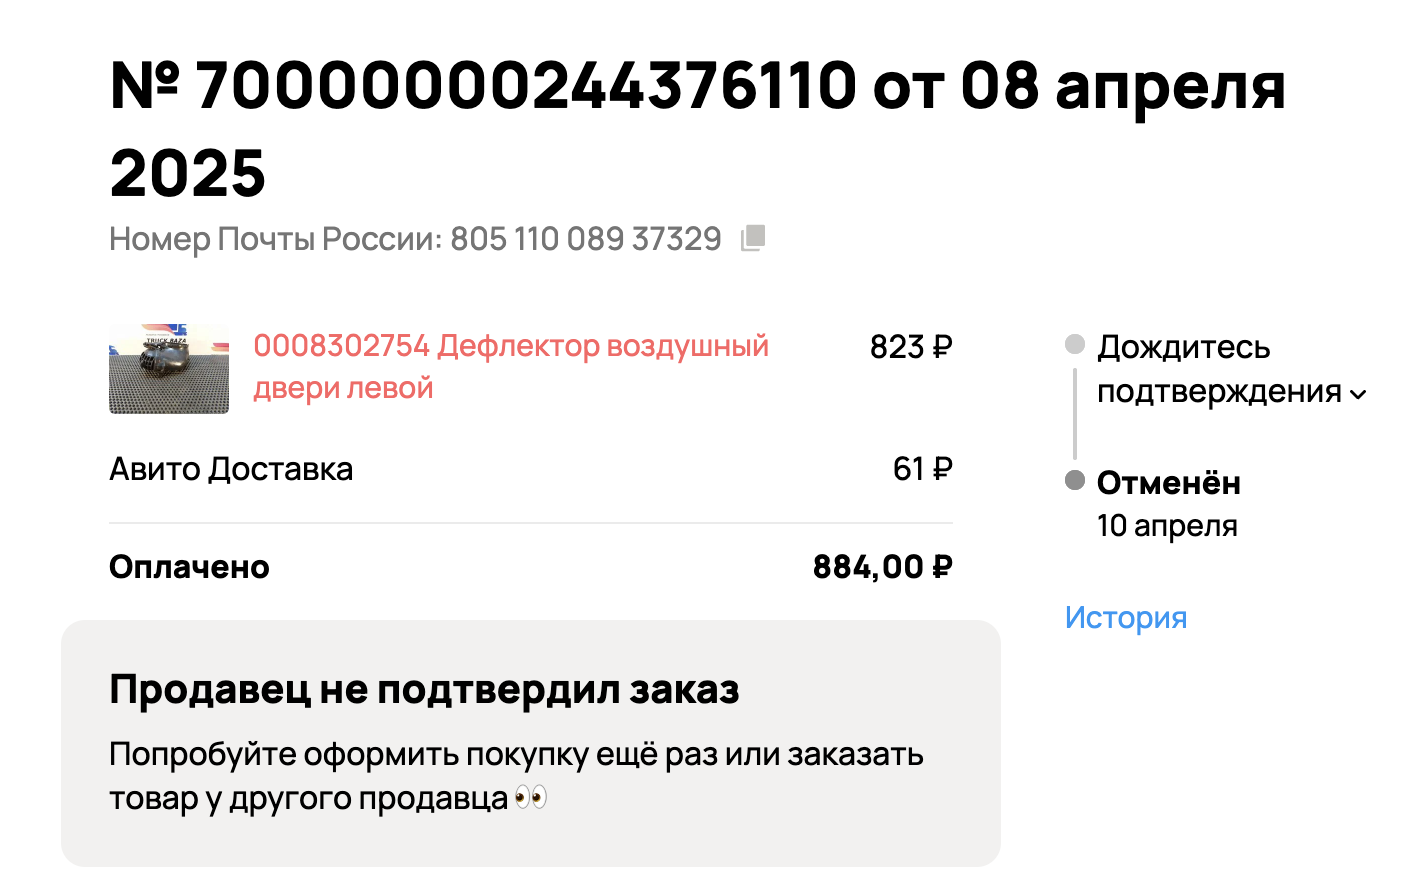 № 70000000244376110 от 08 апреля
2025
Номер Почты России: 805 110 089 37329
TRUCK BAZA
0008302754 Дефлектор воздушный
двери левой
823 ₽
Авито Доставка
61 ₽
Оплачено
884,00 ₽
Продавец не подтвердил заказ
Попробуйте оформить покупку ещё раз или заказать
товар у другого продавца👀
Дождитесь
подтверждения
Отменён
10 апреля
История